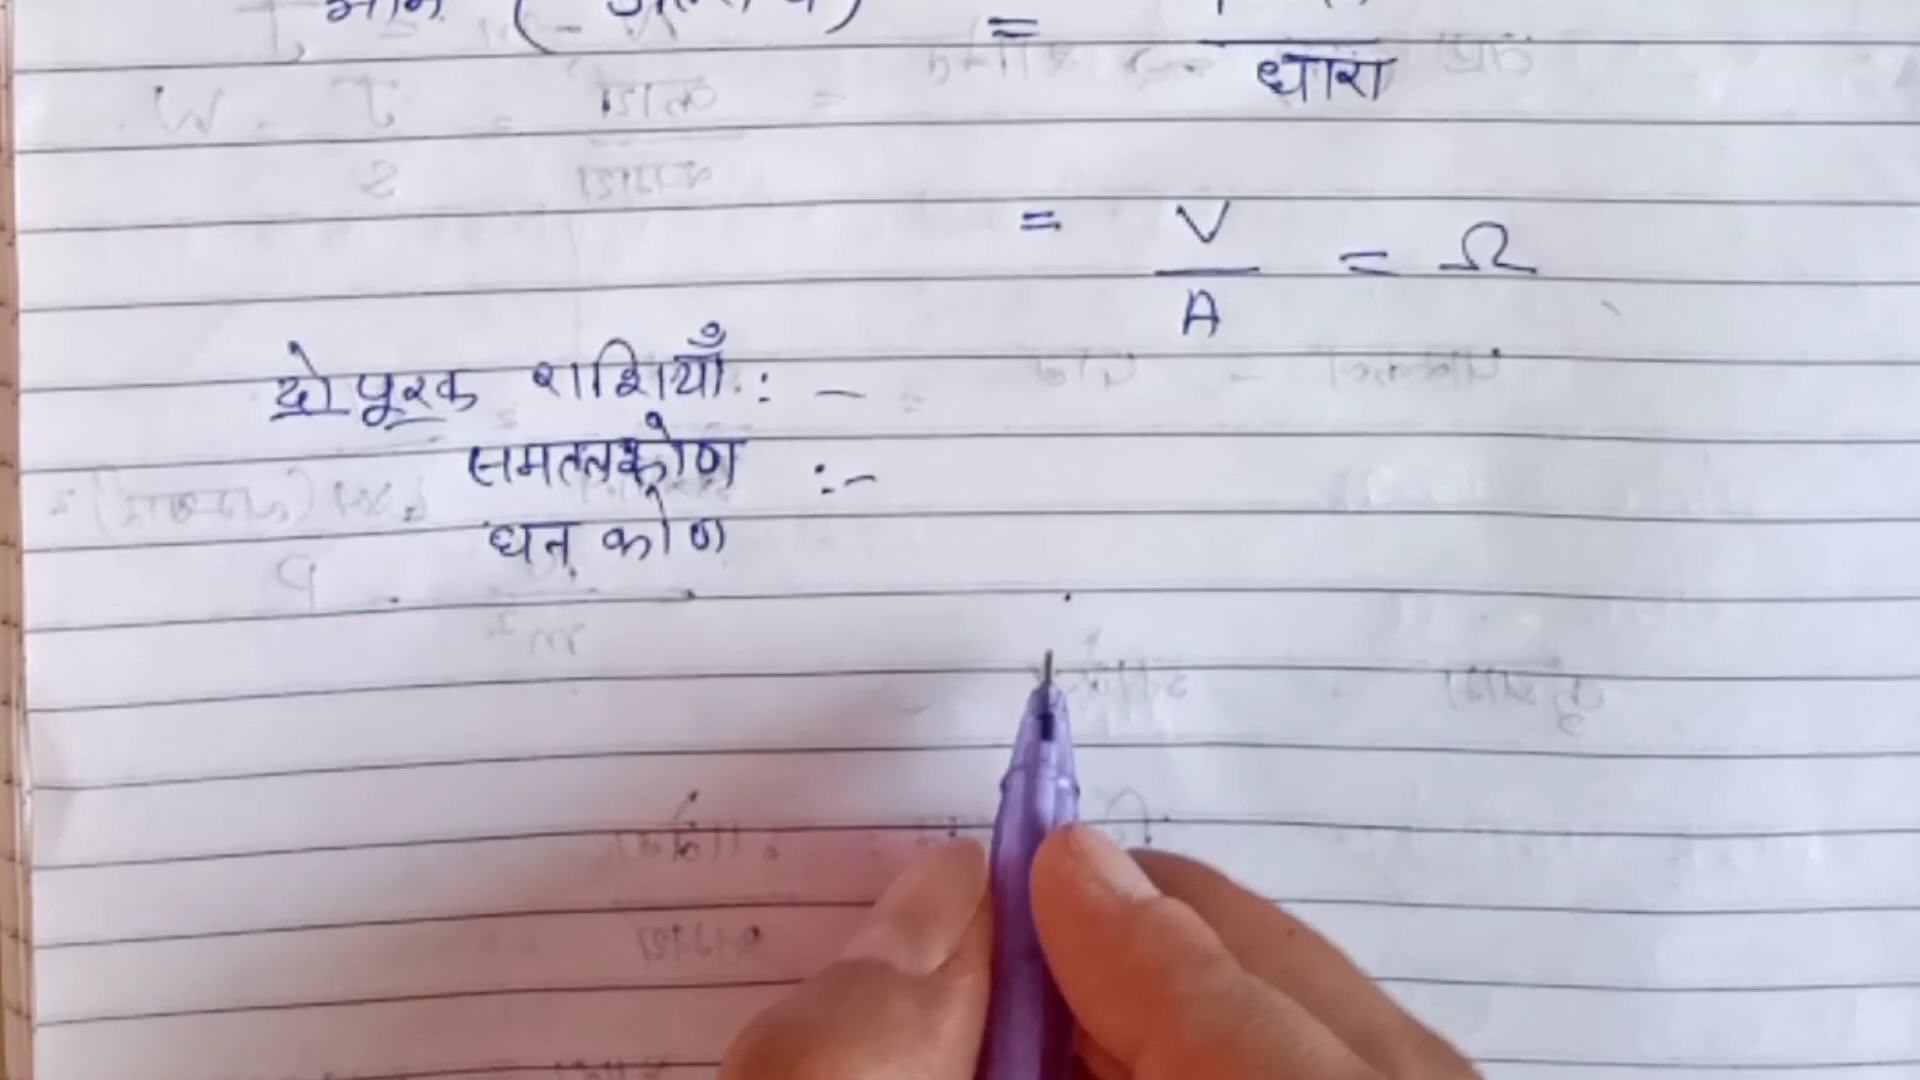 =
धारा
= V/A = Ω
दो पूरक राशियाँ : -
समतलकोण :-
घन कोण